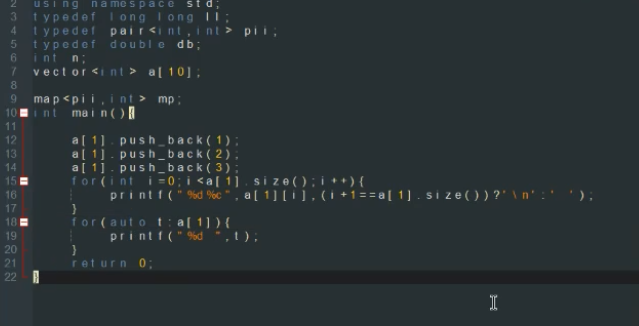 2 using namespace std;
3 typedef long long ll;
4 typedef pair<int,int> pii;
5 typedef double db;
6 int n;
7 vector<int> a[10];
8
9 map<pii,int> mp;
10 int main(){
11
12 a[1].push_back(1);
13 a[1].push_back(2);
14 a[1].push_back(3);
15 for(int i=0;i<a[1].size();i++){
16 printf("%d%c",a[1][i],(i+1==a[1].size())?'\n':' ');
17 }
18 for(auto t:a[1]){
19 printf("%d ",t);
20 }
21 return 0;
22 }